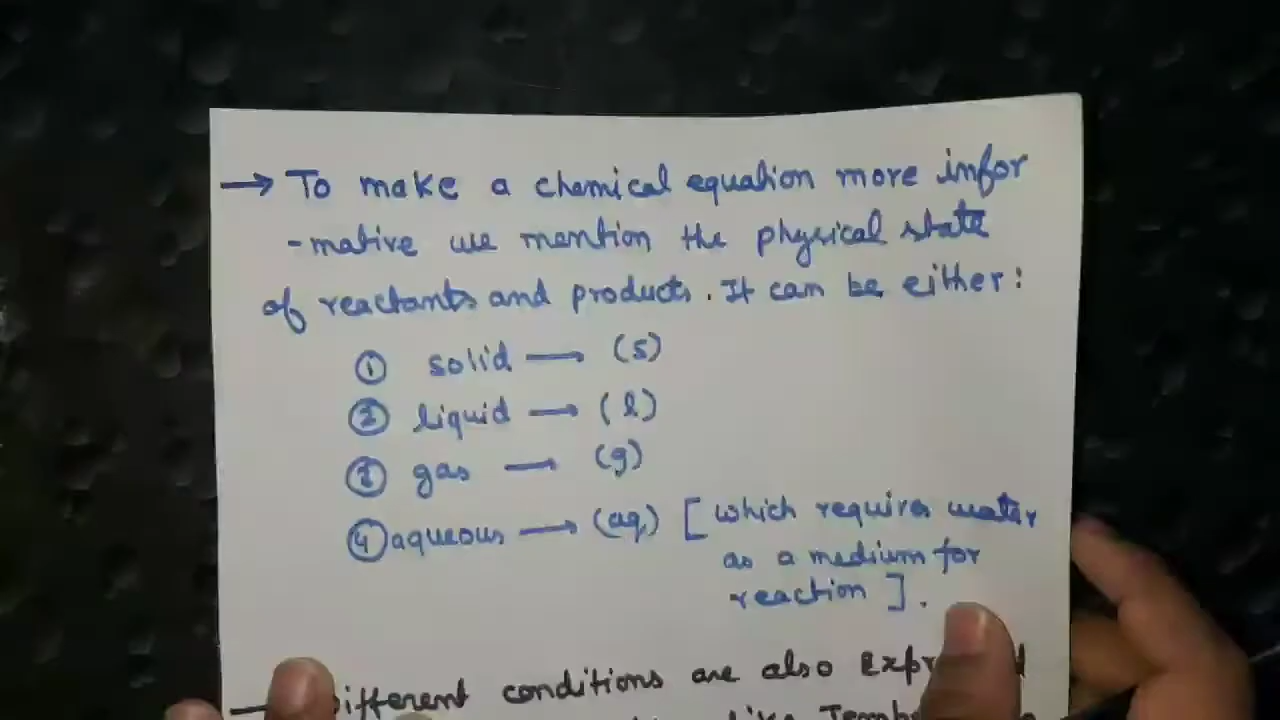 → To make a chemical equation more infor
-mative we mention the physical state
of reactants and products. It can be either:
① solid → (s)
② liquid → (l)
③ gas → (g)
④ aqueous → (aq) [which requires water
as a medium for
reaction].
Different conditions are also
like